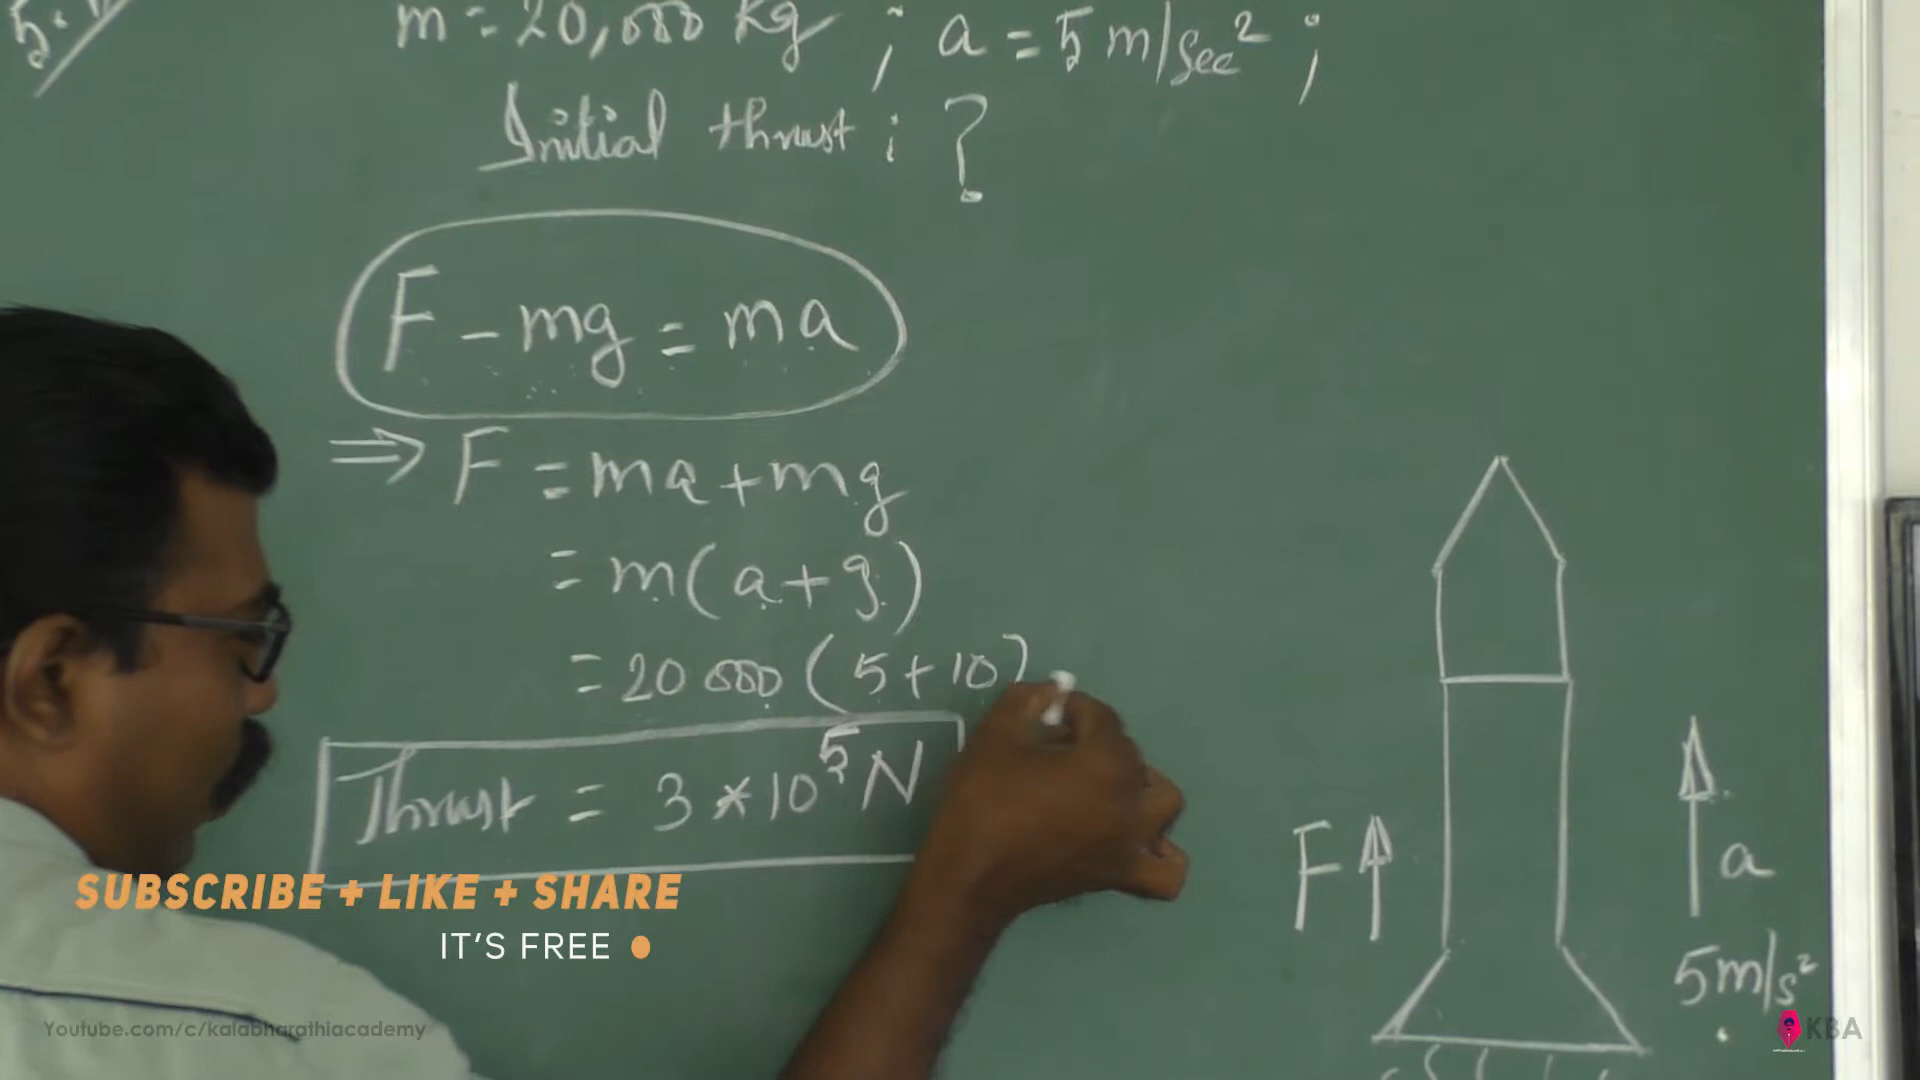 m = 20,000 kg ; a = 5 m/sec² ;
Initial thrust : ?
F - mg = ma
⇒ F = ma + mg
= m(a + g)
= 20 000 (5 + 10)
Thrust = 3 * 10⁵ N
F
a
5 m/s²
SUBSCRIBE + LIKE + SHARE
IT'S FREE
Youtube.com/c/kalabharathiacademy
KBA